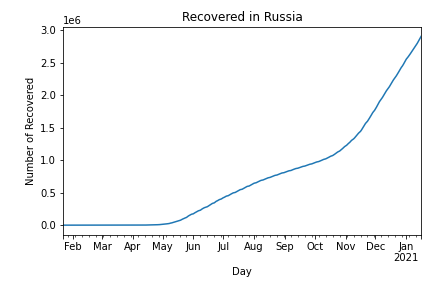 Recovered in Russia
1e6
3.0
2.5
2.0
1.5
1.0
0.5
0.0
Number of Recovered
Feb Mar Apr May Jun Jul Aug Sep Oct Nov Dec Jan
2021
Day